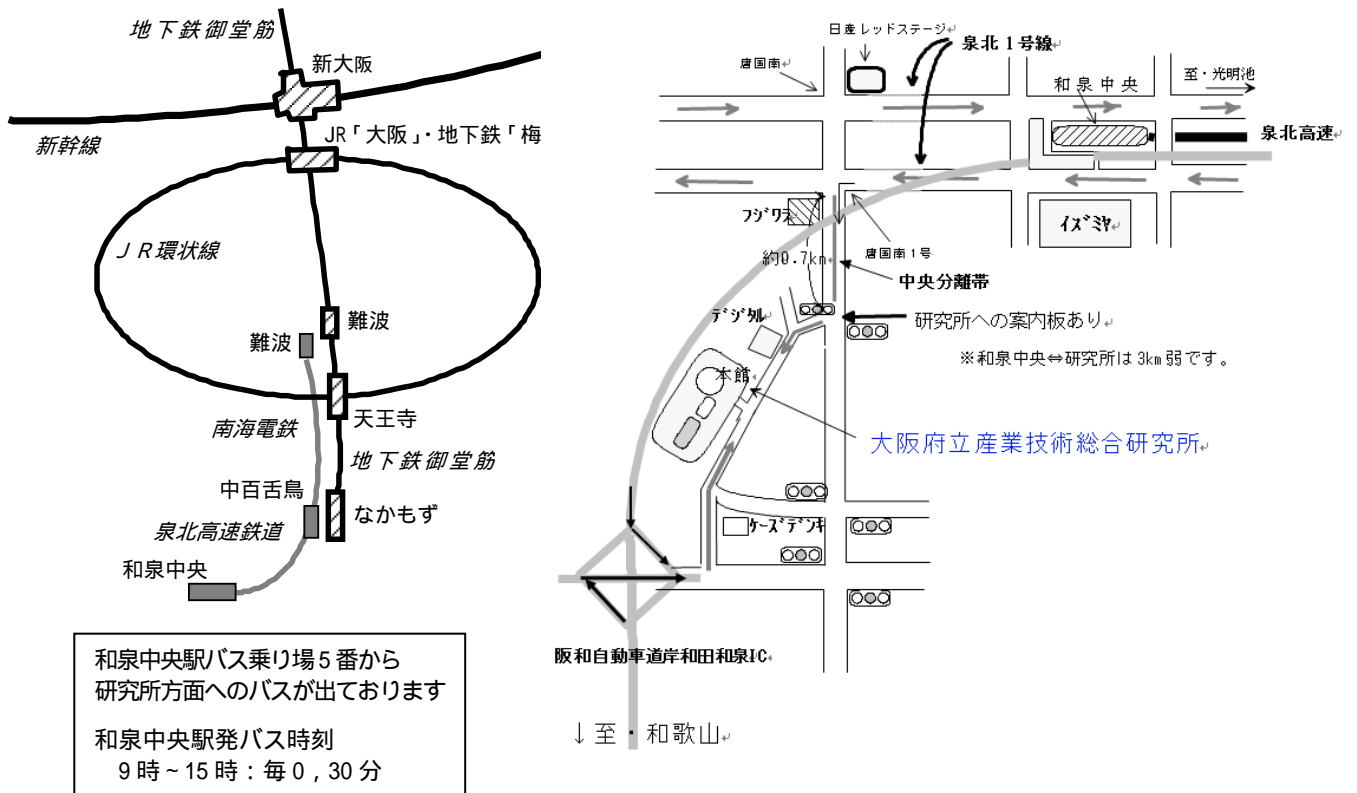 地下鉄御堂筋
新大阪
新幹線
JR「大阪」・地下鉄「梅
ＪＲ環状線
難波
難波
天王寺
南海電鉄
地下鉄御堂筋
中百舌鳥
なかもず
泉北高速鉄道
和泉中央
和泉中央駅バス乗り場5番から
研究所方面へのバスが出ております
和泉中央駅発バス時刻
9時~15時:毎0,30分
日産レッドステージ
泉北1号線
唐国南
和泉中央
至・光明池
泉北高速
フジワラ
イズミヤ
約0.7km
唐国南1号
中央分離帯
デジタル
研究所への案内板あり
※和泉中央⇔研究所は3km弱です。
本館
大阪府立産業技術総合研究所
ケーズデンキ
阪和自動車道岸和田和泉IC
↓至・和歌山